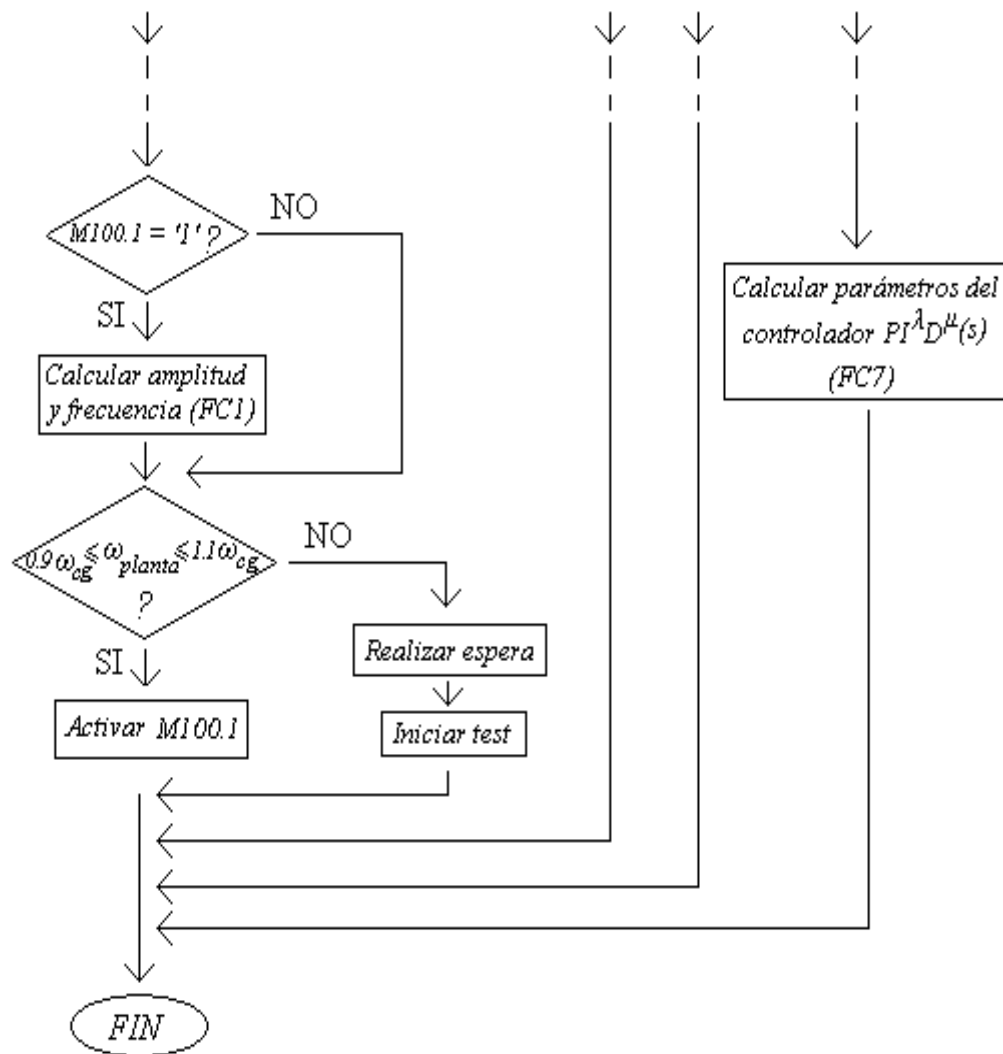 M100.1 = '1' ?
NO
SI
Calcular amplitud
y frecuencia (FC1)
0.9 ω_cg ≤ ω_planta ≤ 1.1 ω_cg
?
NO
SI
Activar M100.1
Realizar espera
Iniciar test
Calcular parámetros del
controlador PI^λD^μ(s)
(FC7)
FIN